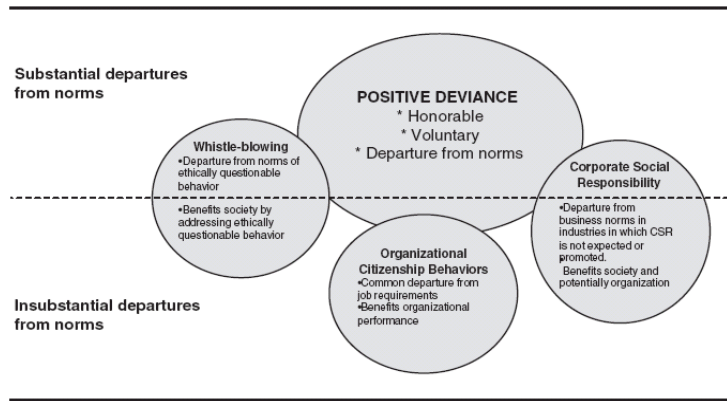 Substantial departures
from norms
POSITIVE DEVIANCE
* Honorable
* Voluntary
* Departure from norms
Whistle-blowing
•Departure from norms of
ethically questionable
behavior
•Benefits society by
addressing ethically
questionable behavior
Corporate Social
Responsibility
•Departure from
business norms in
industries in which CSR
is not expected or
promoted.
•Benefits society and
potentially organization
Organizational
Citizenship Behaviors
•Common departure from
job requirements
•Benefits organizational
performance
Insubstantial departures
from norms